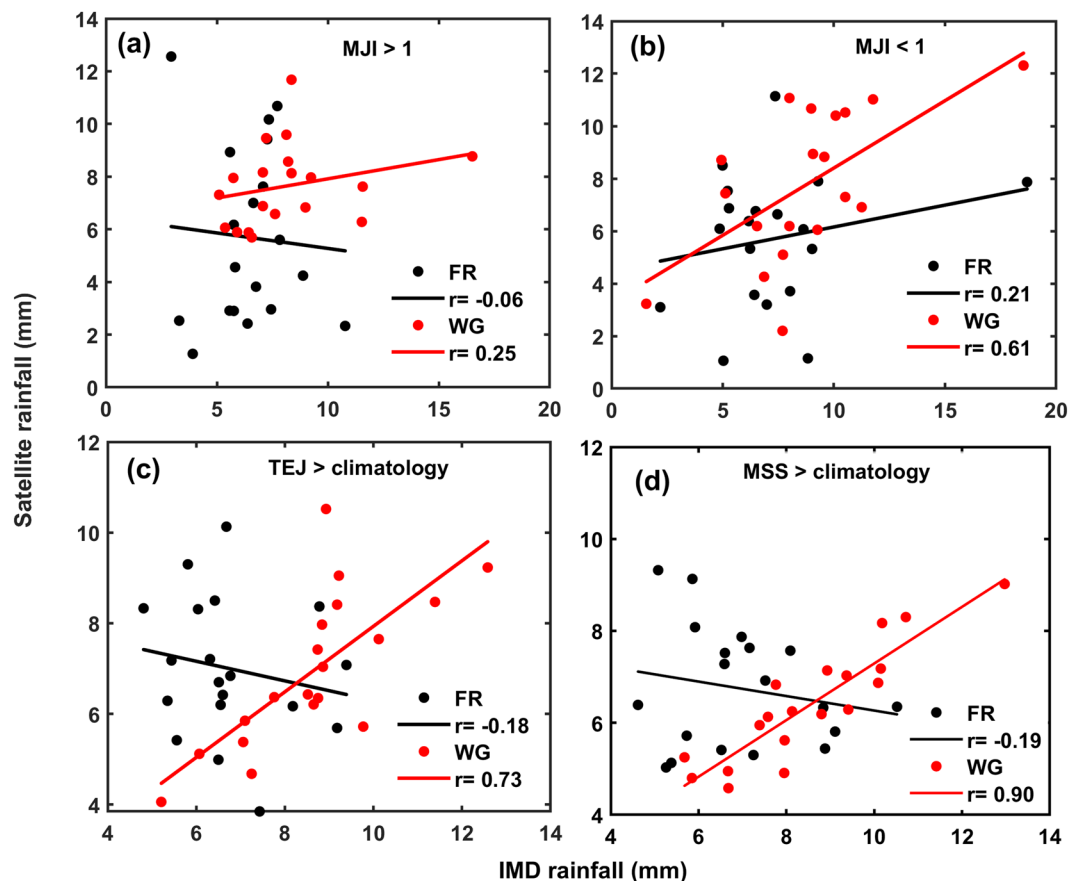 (a)
MJI > 1
14
12
10
8
6
4
2
0
0
5
10
15
20
FR
r= -0.06
WG
r= 0.25
(b)
MJI < 1
14
12
10
8
6
4
2
0
0
5
10
15
20
FR
r= 0.21
WG
r= 0.61
(c)
TEJ > climatology
12
10
8
6
4
4
6
8
10
12
14
FR
r= -0.18
WG
r= 0.73
(d)
MSS > climatology
12
10
8
6
4
4
6
8
10
12
14
FR
r= -0.19
WG
r= 0.90
Satellite rainfall (mm)
IMD rainfall (mm)